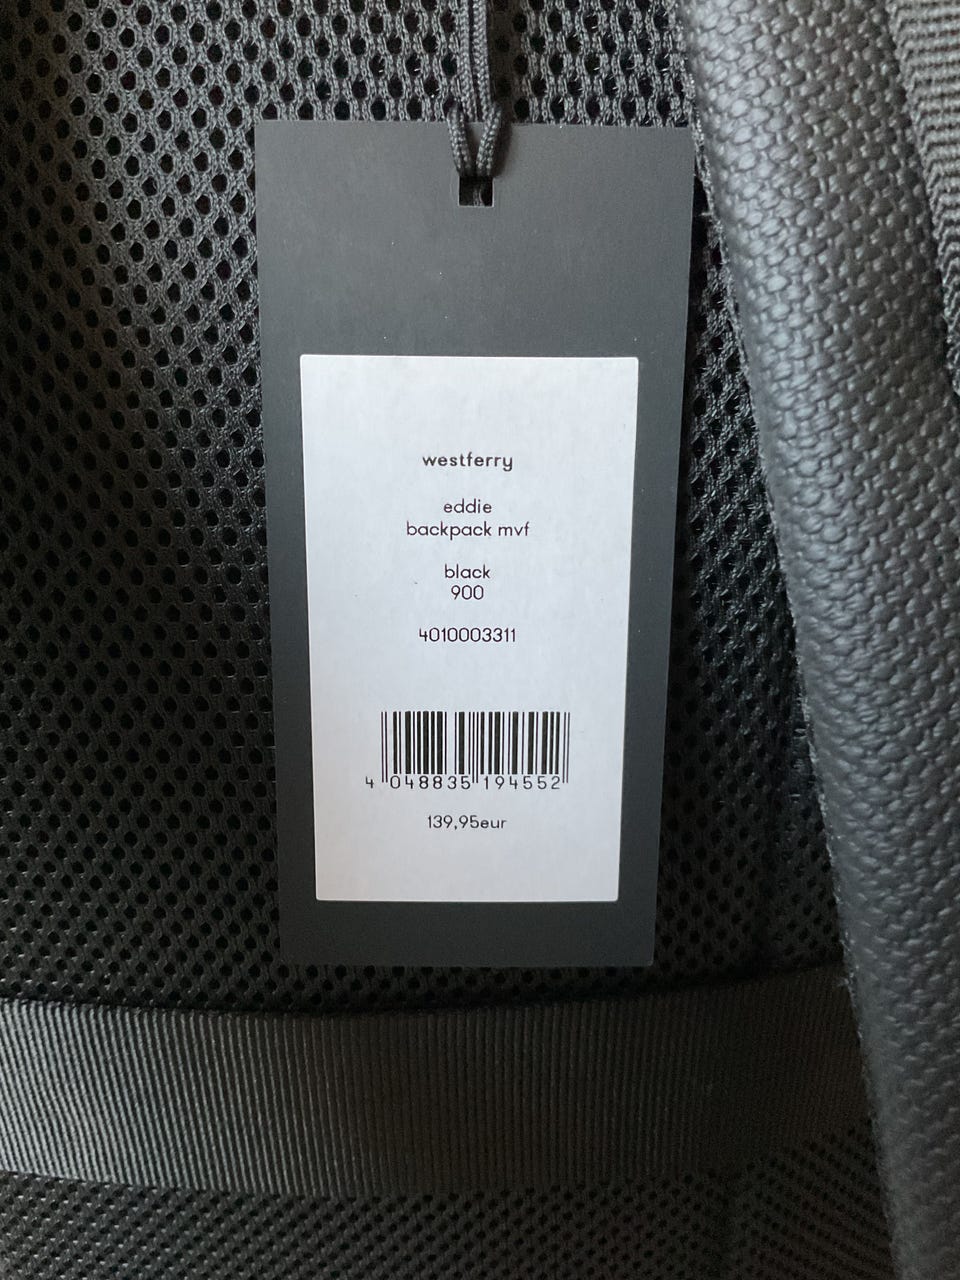 westferry
eddie
backpack mvf
black
900
4010003311
4 048835 194552
139,95eur